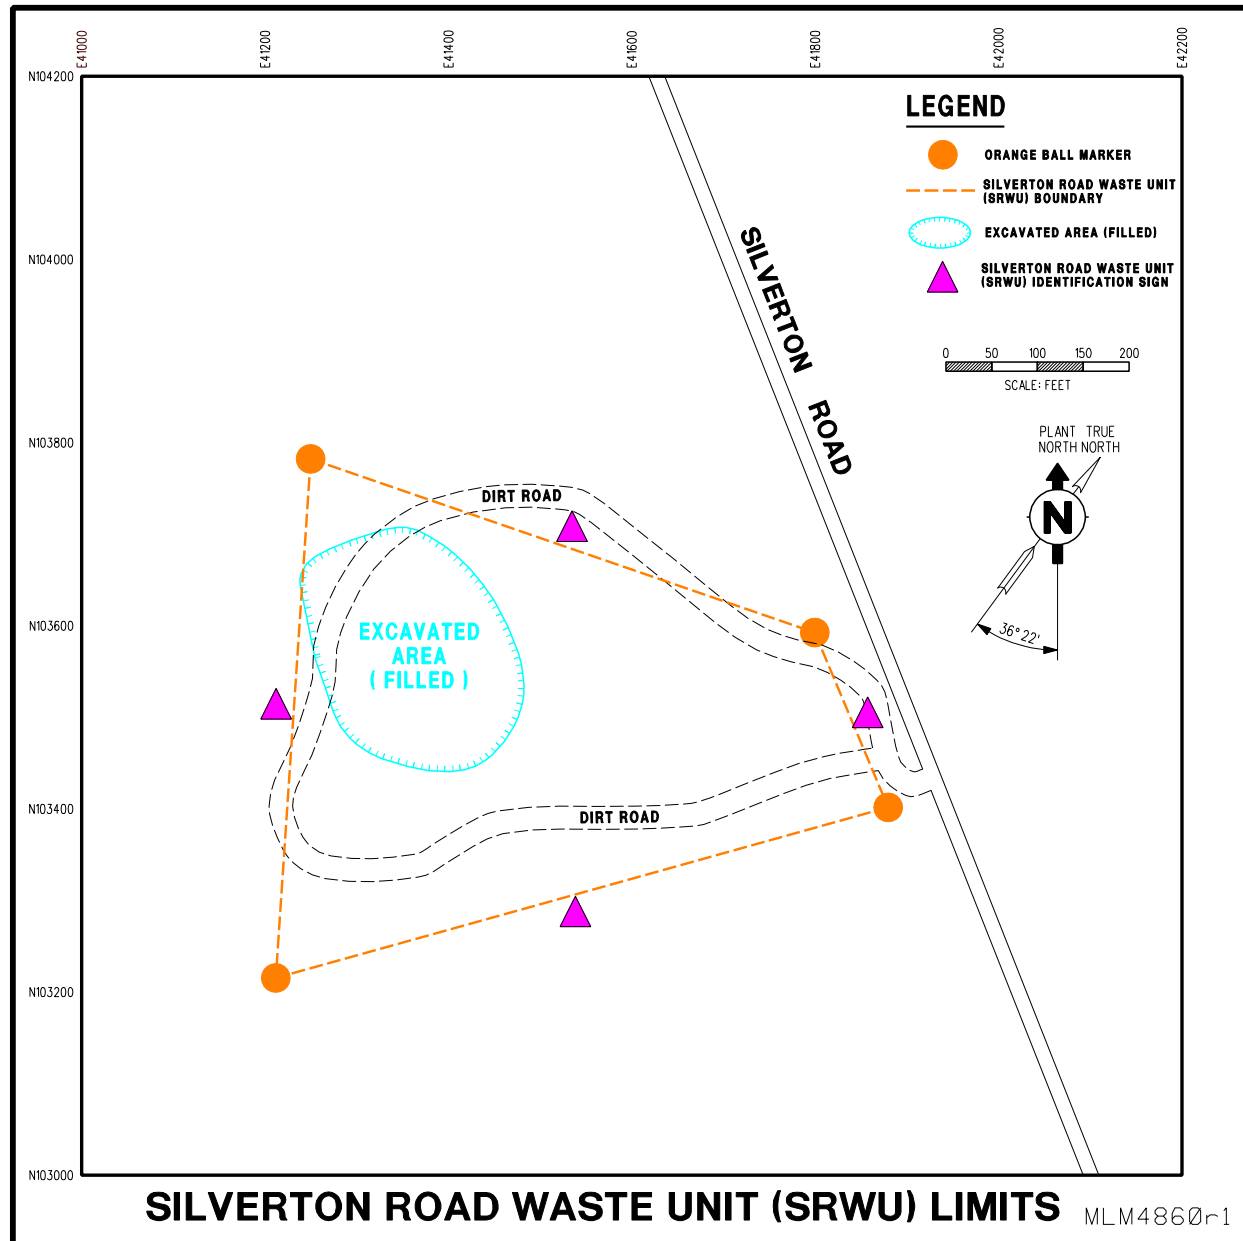 E41000
E41200
E41400
E41600
E41800
E42000
E42200
N104200
N104000
N103800
N103600
N103400
N103200
N103000
LEGEND
ORANGE BALL MARKER
SILVERTON ROAD WASTE UNIT
(SRWU) BOUNDARY
EXCAVATED AREA (FILLED)
SILVERTON ROAD WASTE UNIT
(SRWU) IDENTIFICATION SIGN
0 50 100 150 200
SCALE: FEET
PLANT TRUE
NORTH NORTH
N
36° 22'
SILVERTON ROAD
DIRT ROAD
EXCAVATED
AREA
( FILLED )
DIRT ROAD
SILVERTON ROAD WASTE UNIT (SRWU) LIMITS
MLM4860r1